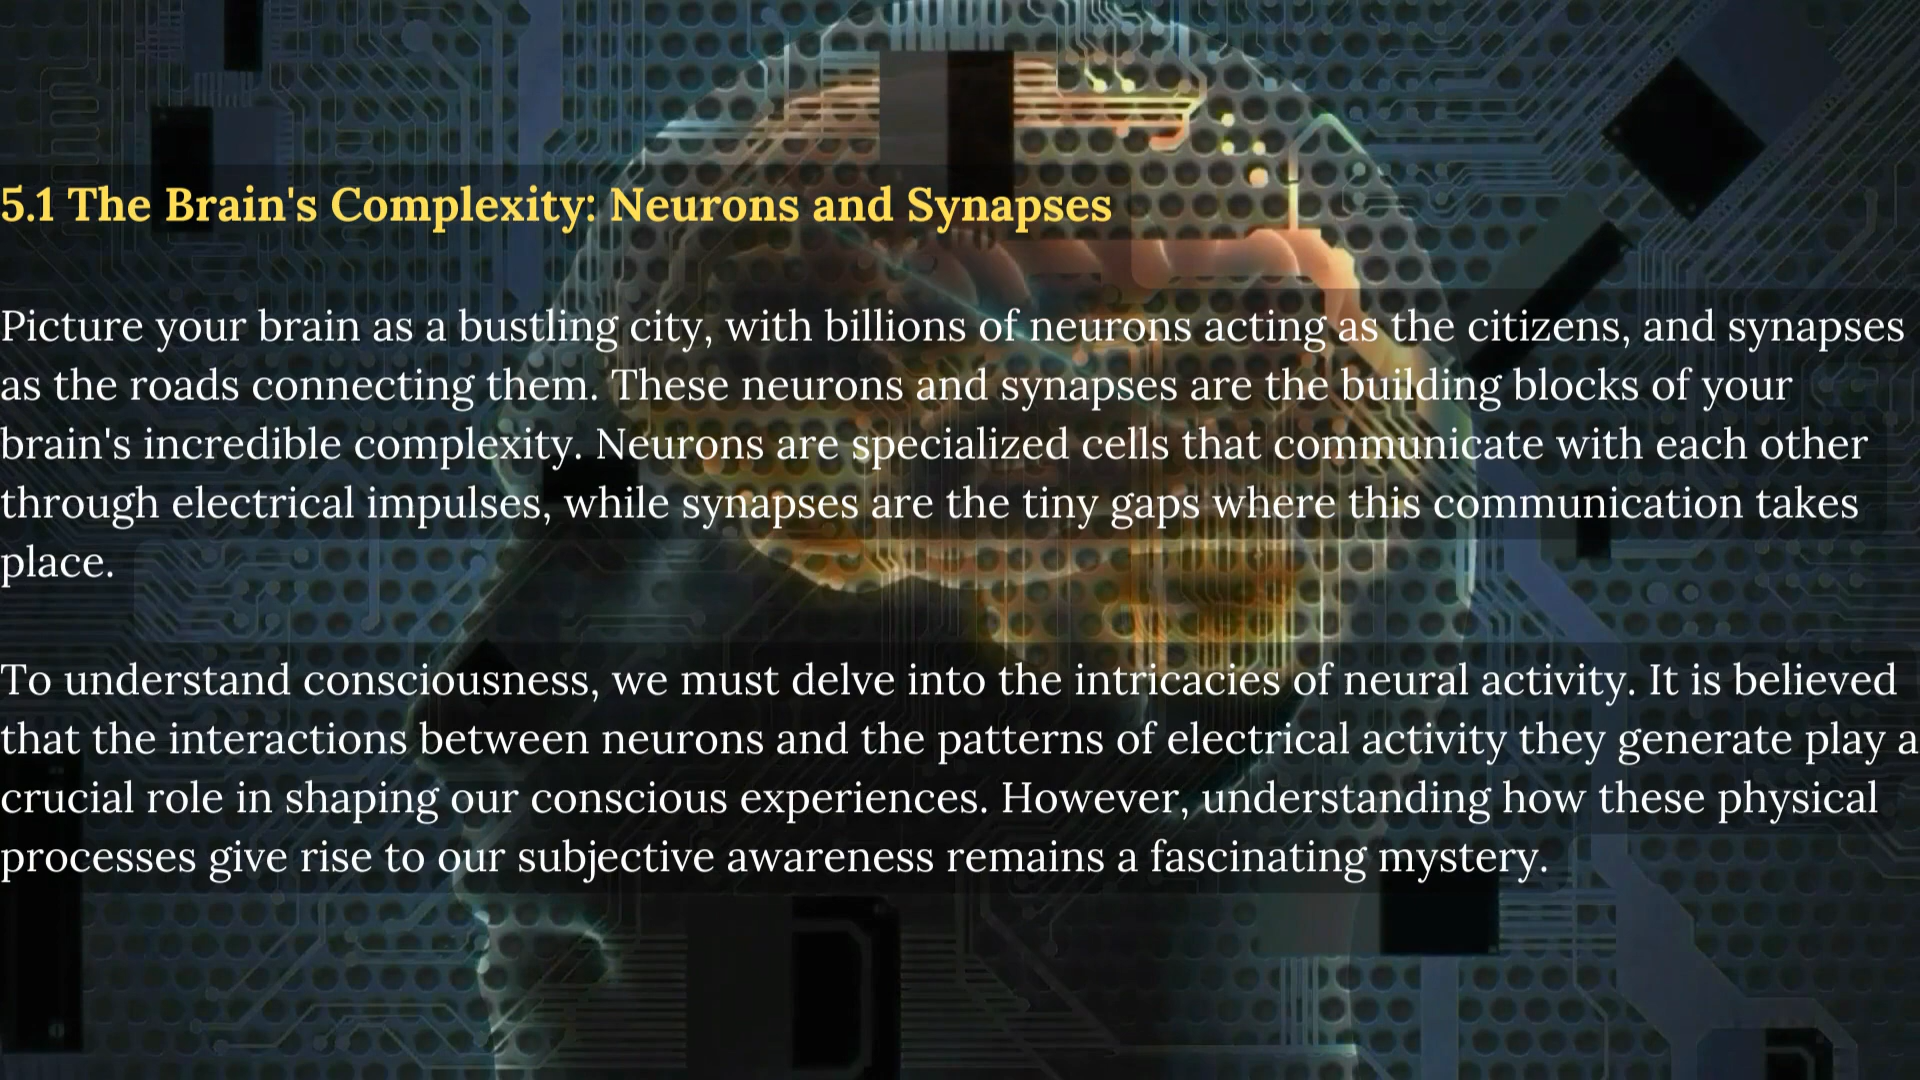 5.1 The Brain's Complexity: Neurons and Synapses
Picture your brain as a bustling city, with billions of neurons acting as the citizens, and synapses
as the roads connecting them. These neurons and synapses are the building blocks of your
brain's incredible complexity. Neurons are specialized cells that communicate with each other
through electrical impulses, while synapses are the tiny gaps where this communication takes
place.
To understand consciousness, we must delve into the intricacies of neural activity. It is believed
that the interactions between neurons and the patterns of electrical activity they generate play a
crucial role in shaping our conscious experiences. However, understanding how these physical
processes give rise to our subjective awareness remains a fascinating mystery.